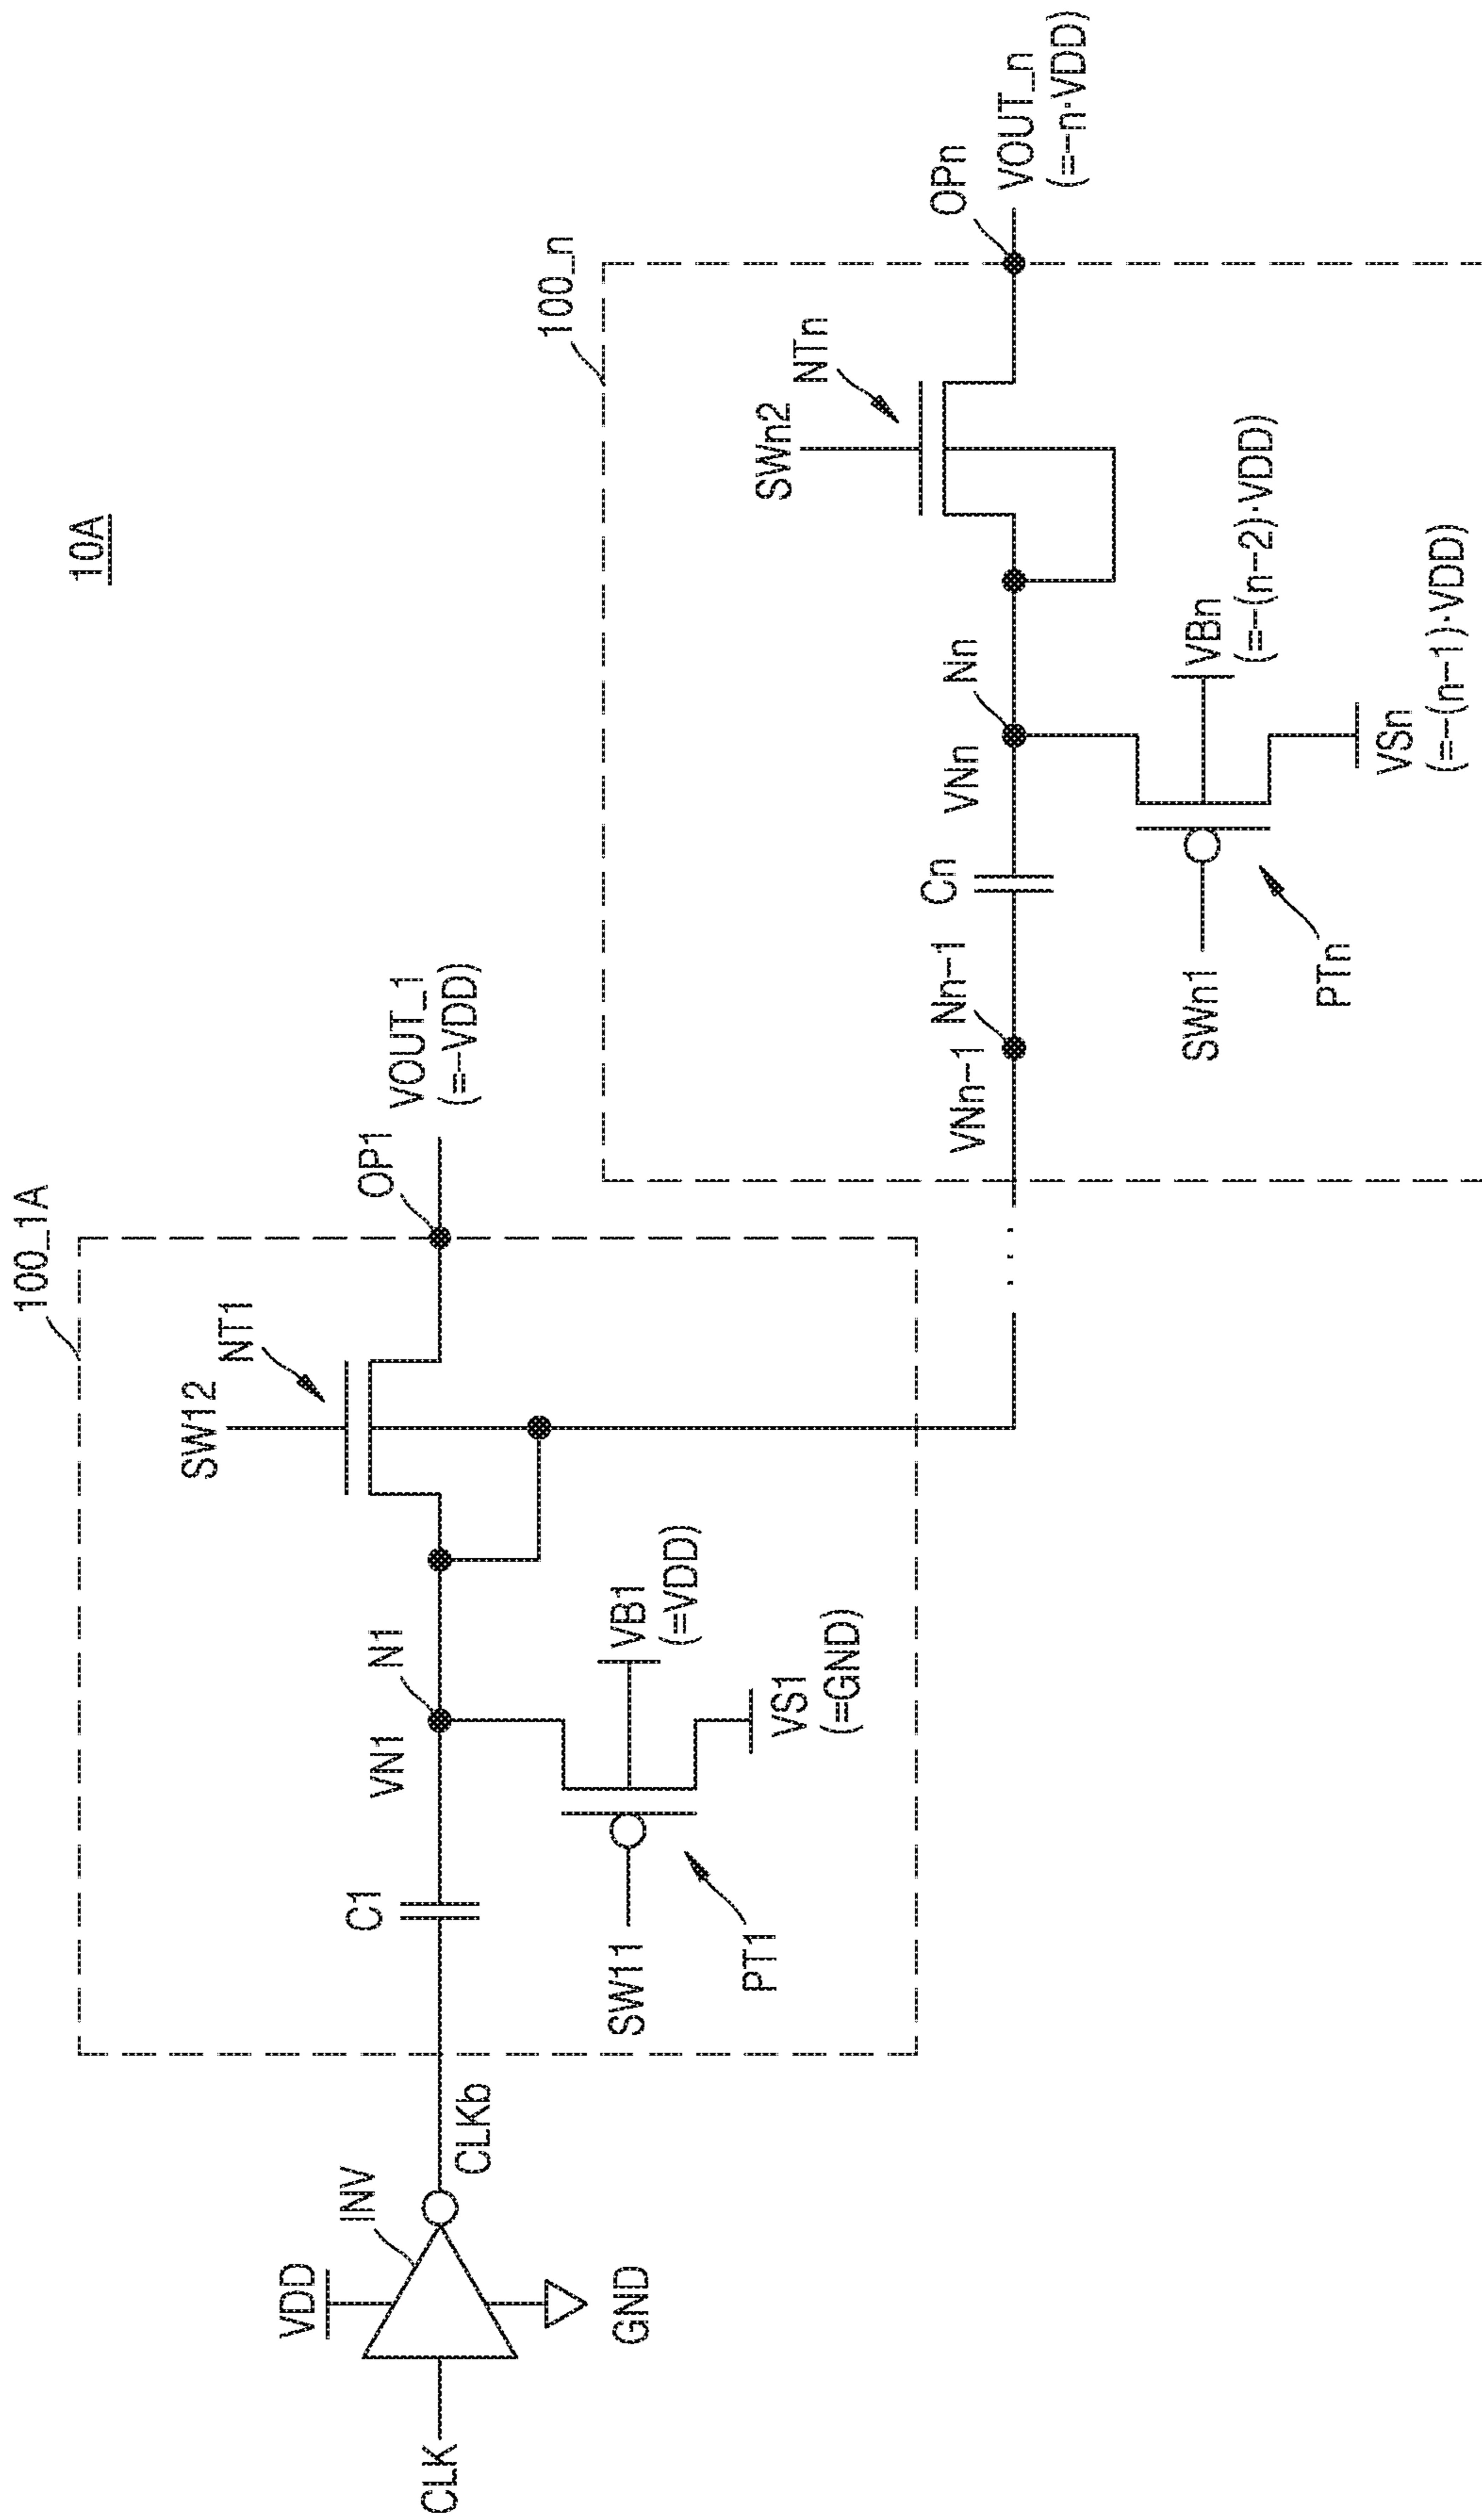 10A
100_1A
NT1
SW12
OP1
VOUT_1
(=-VDD)
N1
VN1
C1
VB1
(=VDD)
VS1
(=GND)
SW11
PT1
VDD
INV
CLK
CLKb
GND
100_n
NTn
SWn2
OPn
VOUT_n
(=-n·VDD)
Nn
VNn
Cn
Nn-1
VNn-1
VBn
(=-(n-2)·VDD)
VSn
(=-(n-1)·VDD)
SWn1
PTn